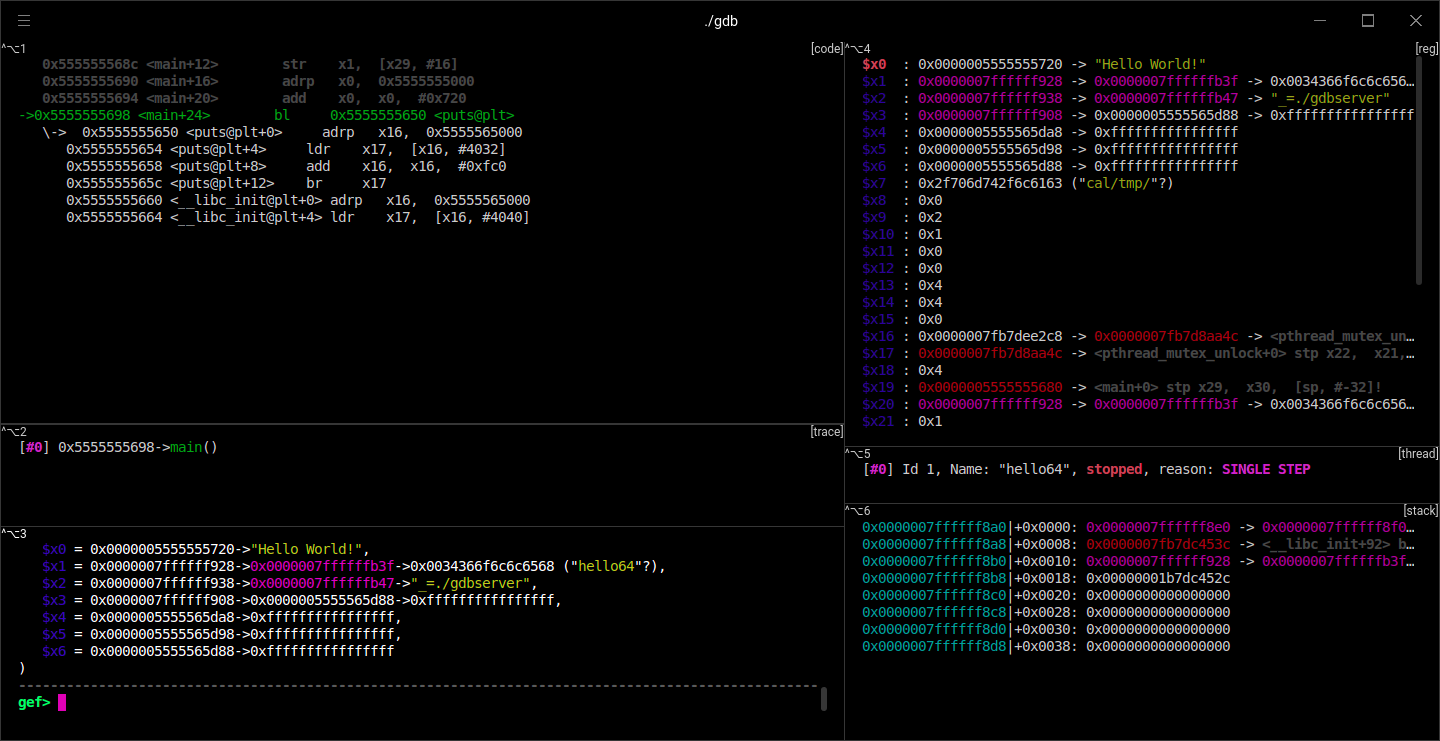 ./gdb
^⌥1 [code]
0x555555568c <main+12> str x1, [x29, #16]
0x5555555690 <main+16> adrp x0, 0x5555555000
0x5555555694 <main+20> add x0, x0, #0x720
->0x5555555698 <main+24> bl 0x5555555650 <puts@plt>
\-> 0x5555555650 <puts@plt+0> adrp x16, 0x5555565000
0x5555555654 <puts@plt+4> ldr x17, [x16, #4032]
0x5555555658 <puts@plt+8> add x16, x16, #0xfc0
0x555555565c <puts@plt+12> br x17
0x5555555660 <__libc_init@plt+0> adrp x16, 0x5555565000
0x5555555664 <__libc_init@plt+4> ldr x17, [x16, #4040]
^⌥2 [trace]
[#0] 0x5555555698->main()
^⌥3
$x0 = 0x0000005555555720->"Hello World!",
$x1 = 0x0000007ffffff928->0x0000007ffffffb3f->0x0034366f6c6c6568 ("hello64"?),
$x2 = 0x0000007ffffff938->0x0000007ffffffb47->"_=./gdbserver",
$x3 = 0x0000007ffffff908->0x0000005555565d88->0xffffffffffffffff,
$x4 = 0x0000005555565da8->0xffffffffffffffff,
$x5 = 0x0000005555565d98->0xffffffffffffffff,
$x6 = 0x0000005555565d88->0xffffffffffffffff
)
gef>
^⌥4 [reg]
$x0 : 0x0000005555555720 -> "Hello World!"
$x1 : 0x0000007ffffff928 -> 0x0000007ffffffb3f -> 0x0034366f6c6c656…
$x2 : 0x0000007ffffff938 -> 0x0000007ffffffb47 -> "_=./gdbserver"
$x3 : 0x0000007ffffff908 -> 0x0000005555565d88 -> 0xffffffffffffffff
$x4 : 0x0000005555565da8 -> 0xffffffffffffffff
$x5 : 0x0000005555565d98 -> 0xffffffffffffffff
$x6 : 0x0000005555565d88 -> 0xffffffffffffffff
$x7 : 0x2f706d742f6c6163 ("cal/tmp/"?)
$x8 : 0x0
$x9 : 0x2
$x10 : 0x1
$x11 : 0x0
$x12 : 0x0
$x13 : 0x4
$x14 : 0x4
$x15 : 0x0
$x16 : 0x0000007fb7dee2c8 -> 0x0000007fb7d8aa4c -> <pthread_mutex_un…
$x17 : 0x0000007fb7d8aa4c -> <pthread_mutex_unlock+0> stp x22, x21,…
$x18 : 0x4
$x19 : 0x0000005555555680 -> <main+0> stp x29, x30, [sp, #-32]!
$x20 : 0x0000007ffffff928 -> 0x0000007ffffffb3f -> 0x0034366f6c6c656…
$x21 : 0x1
^⌥5 [thread]
[#0] Id 1, Name: "hello64", stopped, reason: SINGLE STEP
^⌥6 [stack]
0x0000007ffffff8a0|+0x0000: 0x0000007ffffff8e0 -> 0x0000007ffffff8f0…
0x0000007ffffff8a8|+0x0008: 0x0000007fb7dc453c -> <__libc_init+92> b…
0x0000007ffffff8b0|+0x0010: 0x0000007ffffff928 -> 0x0000007ffffffb3f…
0x0000007ffffff8b8|+0x0018: 0x00000001b7dc452c
0x0000007ffffff8c0|+0x0020: 0x0000000000000000
0x0000007ffffff8c8|+0x0028: 0x0000000000000000
0x0000007ffffff8d0|+0x0030: 0x0000000000000000
0x0000007ffffff8d8|+0x0038: 0x0000000000000000